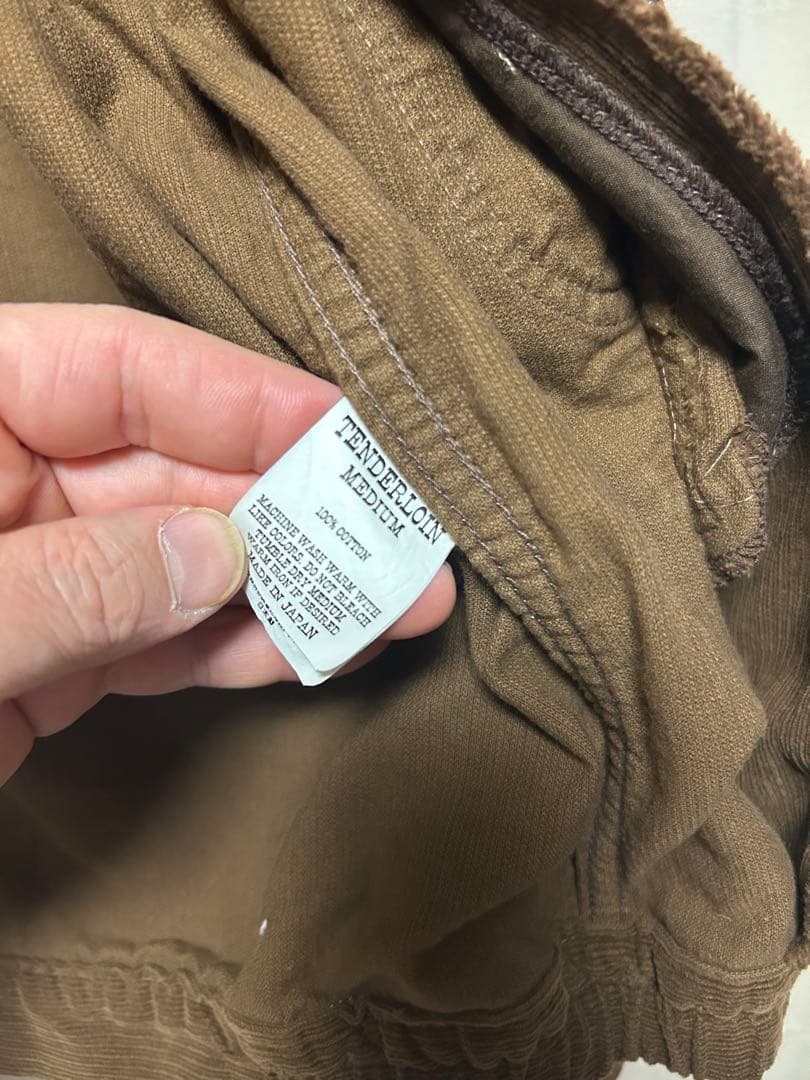 TENDERLOIN
MEDIUM
100% COTTON
MACHINE WASH WARM WITH
LIKE COLORS. DO NOT BLEACH
TUMBLE DRY MEDIUM
WARM IRON IF DESIRED
MADE IN JAPAN